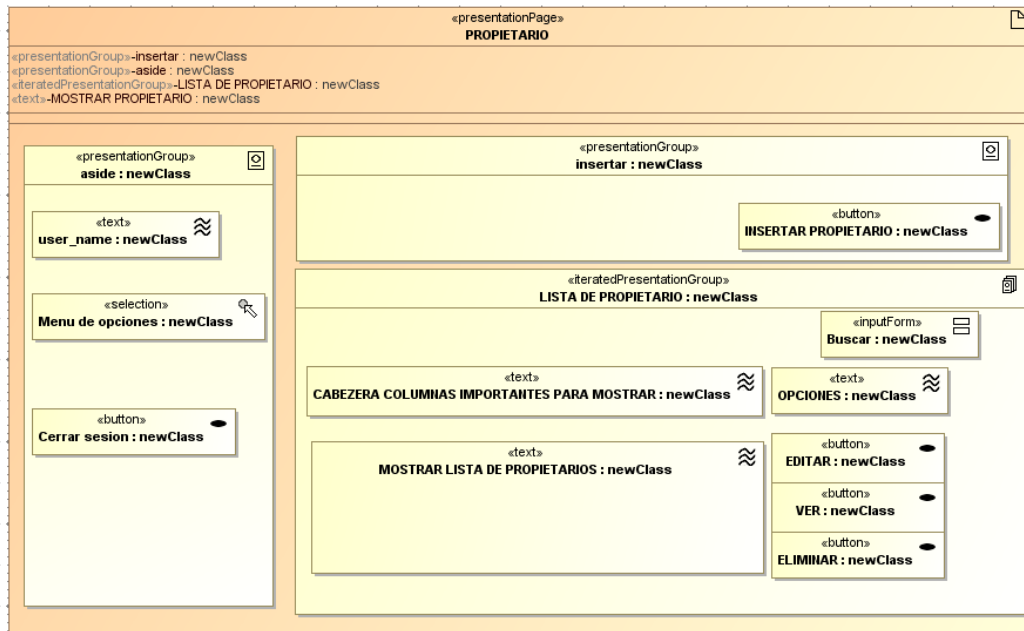 «presentationPage»
PROPIETARIO
«presentationGroup»-insertar : newClass
«presentationGroup»-aside : newClass
«iteratedPresentationGroup»-LISTA DE PROPIETARIO : newClass
«text»-MOSTRAR PROPIETARIO : newClass
«presentationGroup»
aside : newClass
«text»
user_name : newClass
«selection»
Menu de opciones : newClass
«button»
Cerrar sesion : newClass
«presentationGroup»
insertar : newClass
«button»
INSERTAR PROPIETARIO : newClass
«iteratedPresentationGroup»
LISTA DE PROPIETARIO : newClass
«inputForm»
Buscar : newClass
«text»
CABEZERA COLUMNAS IMPORTANTES PARA MOSTRAR : newClass
«text»
OPCIONES : newClass
«text»
MOSTRAR LISTA DE PROPIETARIOS : newClass
«button»
EDITAR : newClass
«button»
VER : newClass
«button»
ELIMINAR : newClass